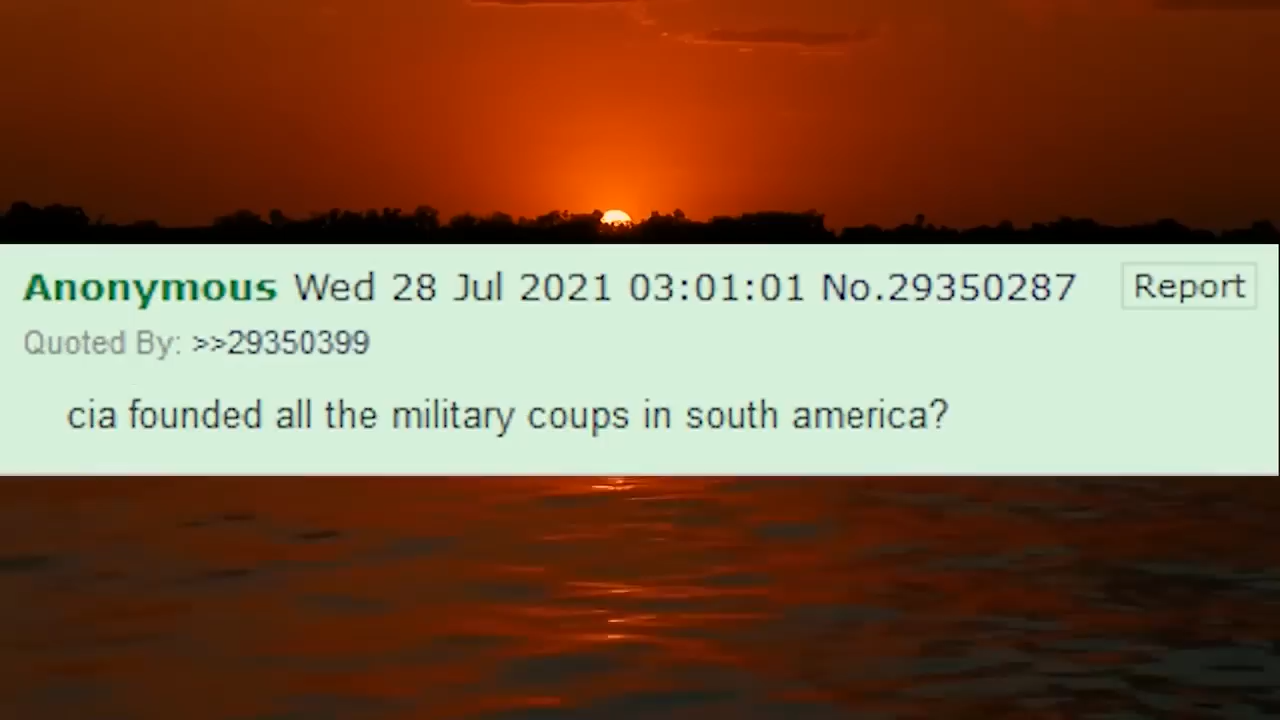 Anonymous Wed 28 Jul 2021 03:01:01 No.29350287 Report
Quoted By: >>29350399
cia founded all the military coups in south america?